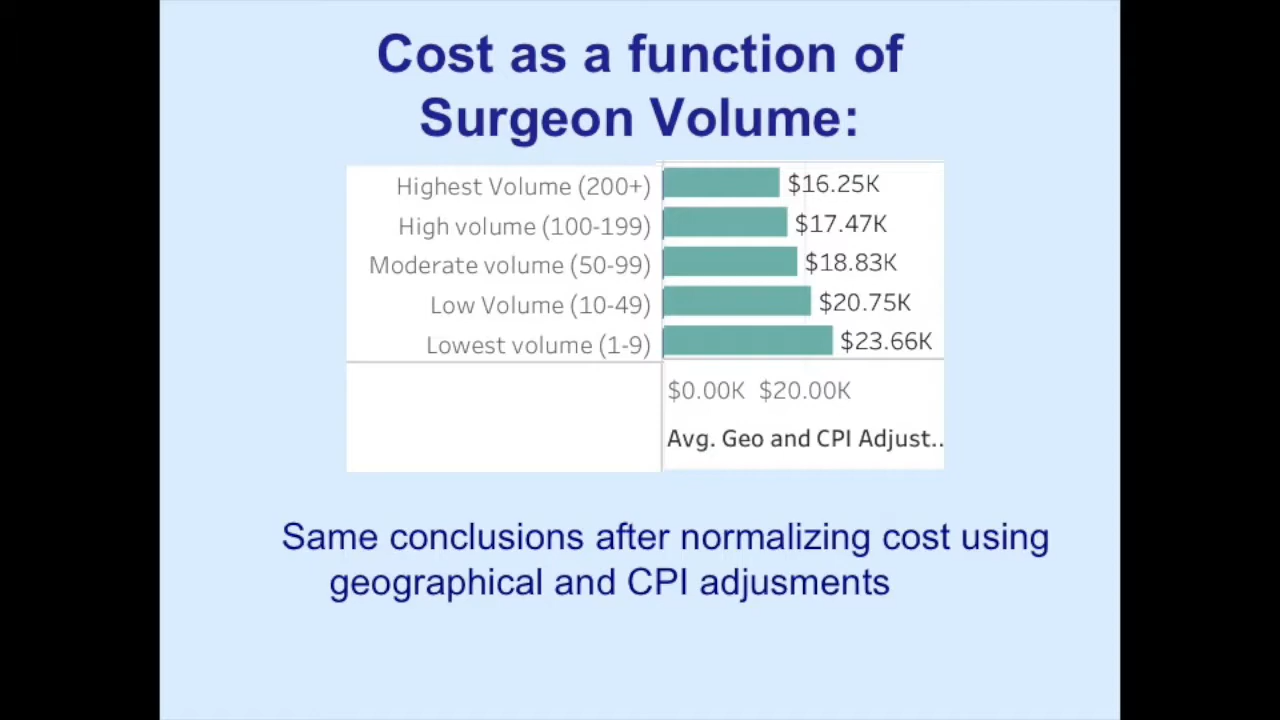 Cost as a function of
Surgeon Volume:
Highest Volume (200+) $16.25K
High volume (100-199) $17.47K
Moderate volume (50-99) $18.83K
Low Volume (10-49) $20.75K
Lowest volume (1-9) $23.66K
$0.00K $20.00K
Avg. Geo and CPI Adjust..
Same conclusions after normalizing cost using
geographical and CPI adjusments